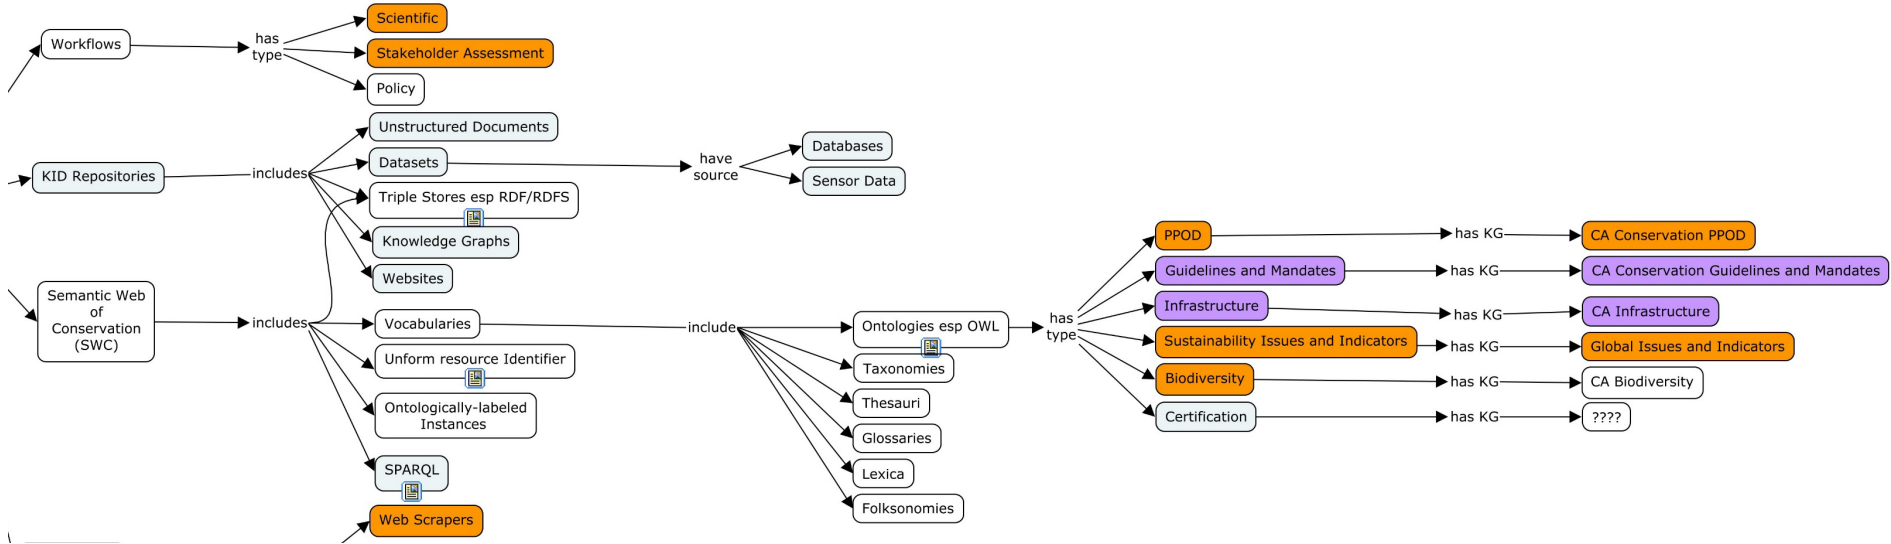 Workflows
has
type
Scientific
Stakeholder Assessment
Policy
KID Repositories
includes
Unstructured Documents
Datasets
Triple Stores esp RDF/RDFS
Knowledge Graphs
Websites
have
source
Databases
Sensor Data
Semantic Web
of
Conservation
(SWC)
includes
Vocabularies
Unform resource Identifier
Ontologically-labeled
Instances
SPARQL
Web Scrapers
include
Ontologies esp OWL
Taxonomies
Thesauri
Glossaries
Lexica
Folksonomies
has
type
PPOD
has KG
CA Conservation PPOD
Guidelines and Mandates
has KG
CA Conservation Guidelines and Mandates
Infrastructure
has KG
CA Infrastructure
Sustainability Issues and Indicators
has KG
Global Issues and Indicators
Biodiversity
has KG
CA Biodiversity
Certification
has KG
????